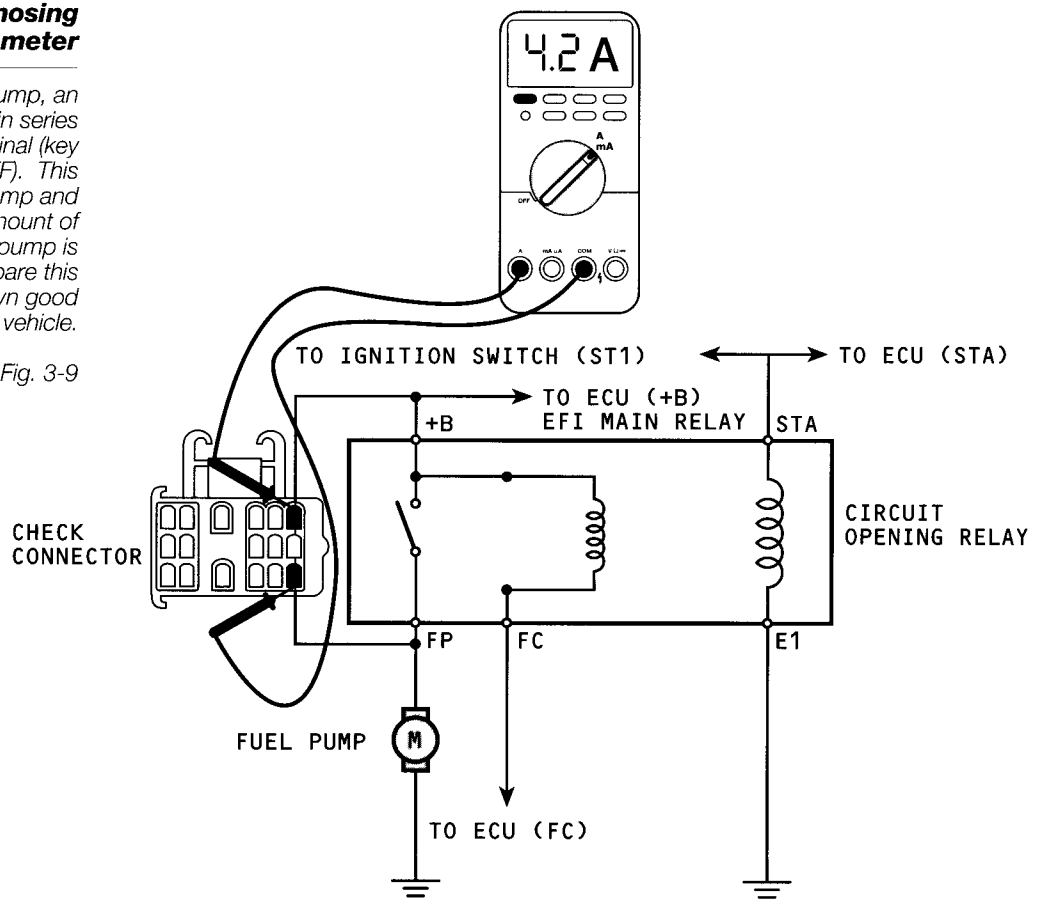 nosing
meter
ump, an
in series
inal (key
F). This
mp and
nount of
pump is
pare this
wn good
vehicle.
Fig. 3-9
4.2 A
A
mA
OFF
A
COM
TO IGNITION SWITCH (ST1)
TO ECU (STA)
TO ECU (+B)
EFI MAIN RELAY
+B
STA
CHECK
CONNECTOR
CIRCUIT
OPENING RELAY
FP
FC
E1
FUEL PUMP
M
TO ECU (FC)